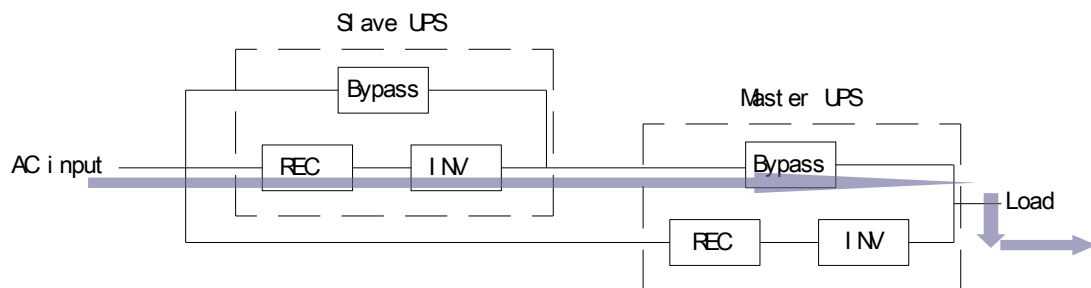 Slave UPS
Bypass
Master UPS
AC input
REC
INV
Bypass
Load
REC
INV